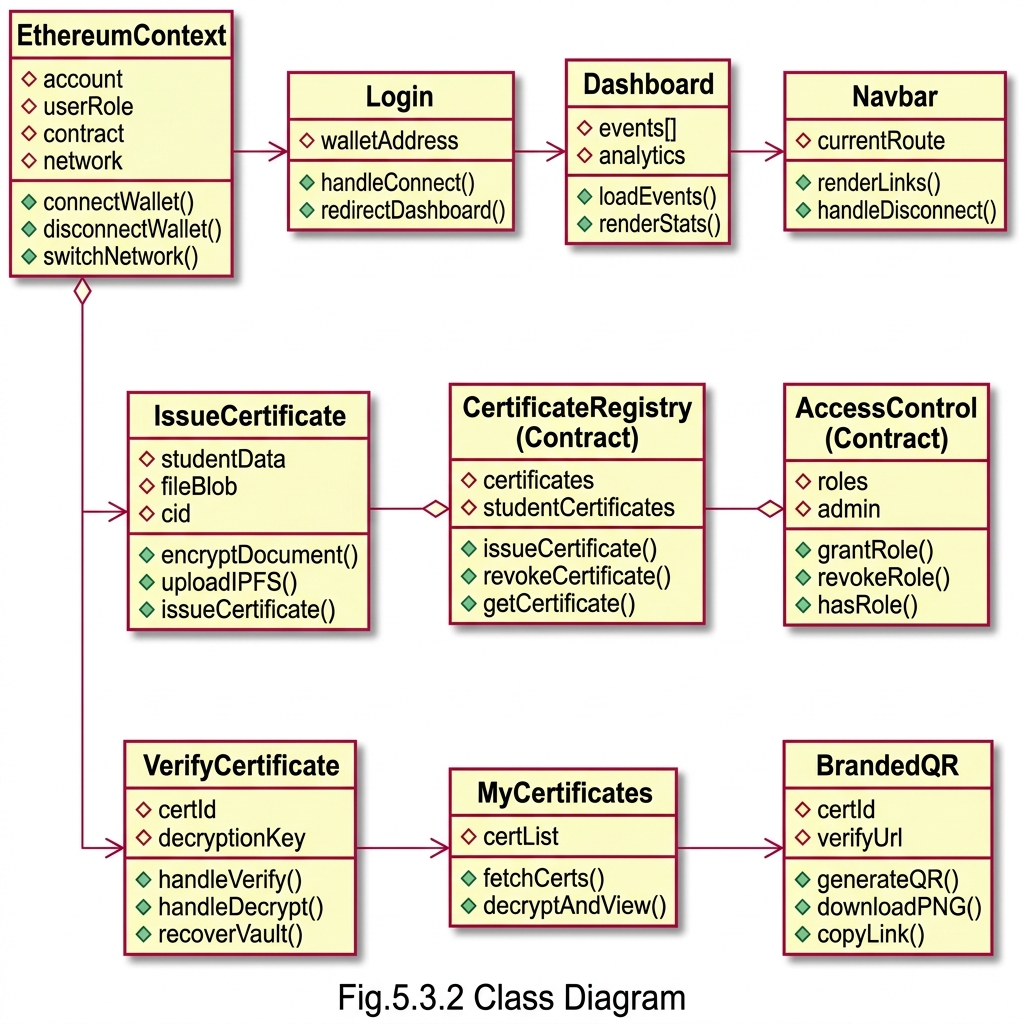 EthereumContext
account
userRole
contract
network
connectWallet()
disconnectWallet()
switchNetwork()
Login
walletAddress
handleConnect()
redirectDashboard()
Dashboard
events[]
analytics
loadEvents()
renderStats()
Navbar
currentRoute
renderLinks()
handleDisconnect()
IssueCertificate
studentData
fileBlob
cid
encryptDocument()
uploadIPFS()
issueCertificate()
CertificateRegistry
(Contract)
certificates
studentCertificates
issueCertificate()
revokeCertificate()
getCertificate()
AccessControl
(Contract)
roles
admin
grantRole()
revokeRole()
hasRole()
VerifyCertificate
certId
decryptionKey
handleVerify()
handleDecrypt()
recoverVault()
MyCertificates
certList
fetchCerts()
decryptAndView()
BrandedQR
certId
verifyUrl
generateQR()
downloadPNG()
copyLink()
Fig.5.3.2 Class Diagram